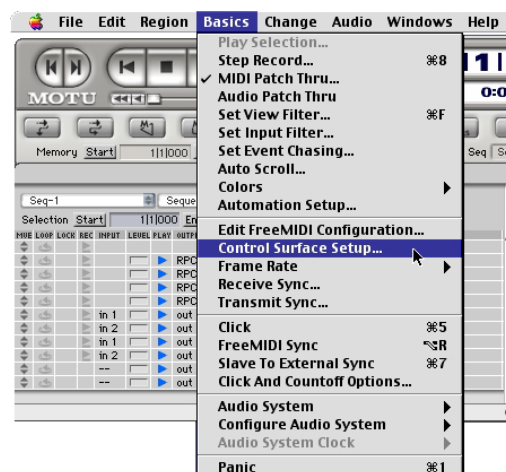 File Edit Region Basics Change Audio Windows Help
Play Selection...
Step Record... ⌘8
✓ MIDI Patch Thru...
Audio Patch Thru
Set View Filter... ⌘F
Set Input Filter...
Set Event Chasing...
Auto Scroll...
Colors
Automation Setup...
Edit FreeMIDI Configuration...
Control Surface Setup...
Frame Rate
Receive Sync...
Transmit Sync...
Click ⌘5
FreeMIDI Sync ⌥R
Slave To External Sync ⌘7
Click And Countoff Options...
Audio System
Configure Audio System
Audio System Clock
Panic ⌘1
MOTU
Memory Start 1|1|000
Seq-1
Selection Start 1|1|000
MVE LOOP LOCK REC INPUT LEVEL PLAY
RPC
RPC
RPC
RPC
in 1 out
in 2 out
in 1 out
in 2 out
-- out
-- out
Seq